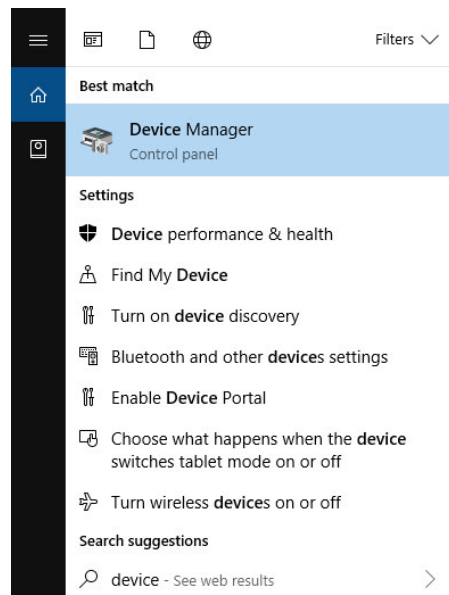 Filters
Best match
Device Manager
Control panel
Settings
Device performance & health
Find My Device
Turn on device discovery
Bluetooth and other devices settings
Enable Device Portal
Choose what happens when the device
switches tablet mode on or off
Turn wireless devices on or off
Search suggestions
device - See web results